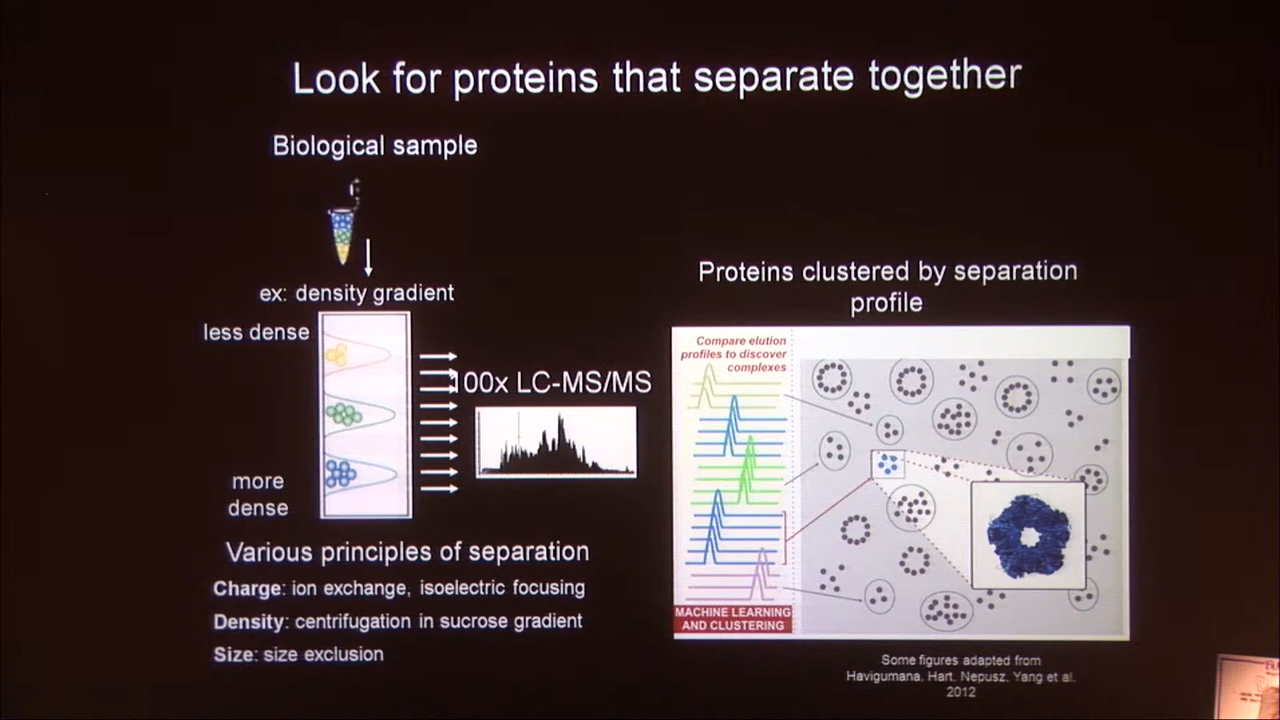 Look for proteins that separate together
Biological sample
ex: density gradient
less dense
more
dense
100x LC-MS/MS
Various principles of separation
Charge: ion exchange, isoelectric focusing
Density: centrifugation in sucrose gradient
Size: size exclusion
Proteins clustered by separation
profile
Compare elution
profiles to discover
complexes
MACHINE LEARNING
AND CLUSTERING
Some figures adapted from
Havigumana, Hart, Nepusz, Yang et al.
2012